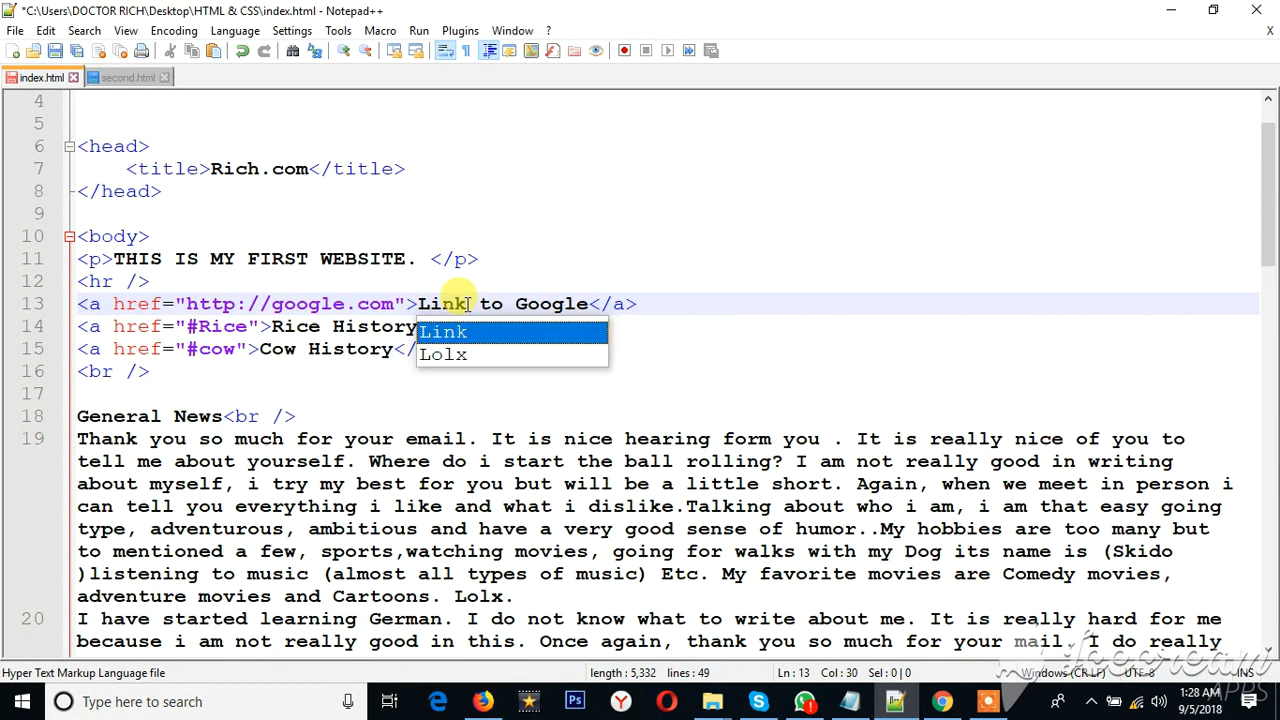 *C:\Users\DOCTOR RICH\Desktop\HTML & CSS\index.html - Notepad++
File Edit Search View Encoding Language Settings Tools Macro Run Plugins Window ? X
index.html second.html
4
5
6 <head>
7 <title>Rich.com</title>
8 </head>
9
10 <body>
11 <p>THIS IS MY FIRST WEBSITE. </p>
12 <hr />
13 <a href="http://google.com">Link to Google</a>
14 <a href="#Rice">Rice History
Link
15 <a href="#cow">Cow History</
Lolx
16 <br />
17
18 General News<br />
19 Thank you so much for your email. It is nice hearing form you . It is really nice of you to
tell me about yourself. Where do i start the ball rolling? I am not really good in writing
about myself, i try my best for you but will be a little short. Again, when we meet in person i
can tell you everything i like and what i dislike.Talking about who i am, i am that easy going
type, adventurous, ambitious and have a very good sense of humor..My hobbies are too many but
to mentioned a few, sports,watching movies, going for walks with my Dog its name is (Skido
)listening to music (almost all types of music) Etc. My favorite movies are Comedy movies,
adventure movies and Cartoons. Lolx.
20 I have started learning German. I do not know what to write about me. It is really hard for me
because i am not really good in this. Once again, thank you so much for your mail. I do really
Hyper Text Markup Language file length : 5,332 lines : 49 Ln : 13 Col : 30 Sel : 0 | 0 Windows (CR LF) UTF-8 INS
icecream
APPS
Type here to search
1:28 AM
9/5/2018